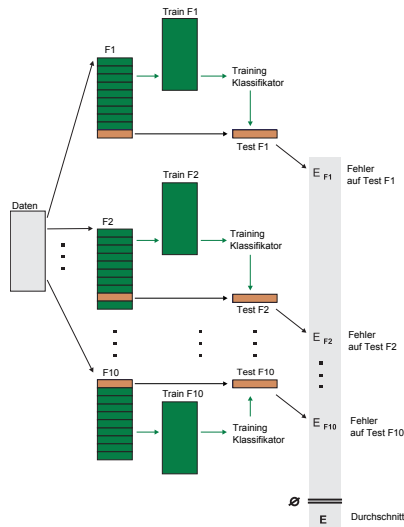 Train F1
F1
Training
Klassifikator
Test F1
E F1
Fehler
auf Test F1
Train F2
Daten
F2
Training
Klassifikator
Test F2
E F2
Fehler
auf Test F2
F10
Test F10
Train F10
Training
Klassifikator
E F10
Fehler
auf Test F10
Ø
E
Durchschnitt